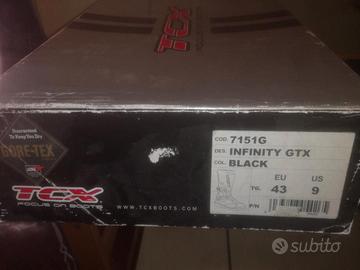 TCX
Guaranteed
To Keep You Dry
GORE-TEX
TCX
FOCUS ON BOOTS
WWW.TCXBOOTS.COM
COD. 7151G
DES. INFINITY GTX
COL. BLACK
EU US
TG. 43 9
P/N
subito